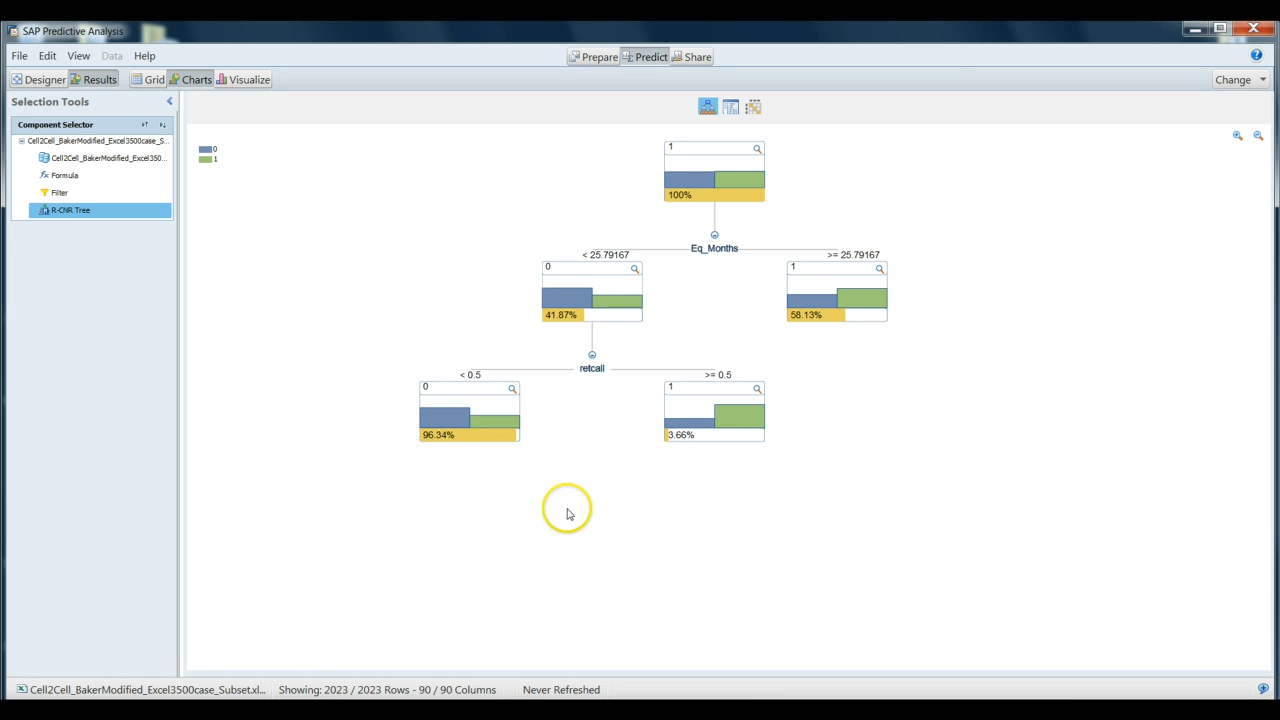 SAP Predictive Analysis
File Edit View Data Help
Prepare Predict Share
Designer Results Grid Charts Visualize
Change
Selection Tools
Component Selector
Cell2Cell_BakerModified_Excel3500case_S...
Cell2Cell_BakerModified_Excel350...
Formula
Filter
R-CNR Tree
0
1
1
100%
Eq_Months
< 25.79167
>= 25.79167
0
1
41.87%
58.13%
retcall
< 0.5
>= 0.5
0
1
96.34%
3.66%
Cell2Cell_BakerModified_Excel3500case_Subset.xl... Showing: 2023 / 2023 Rows - 90 / 90 Columns Never Refreshed